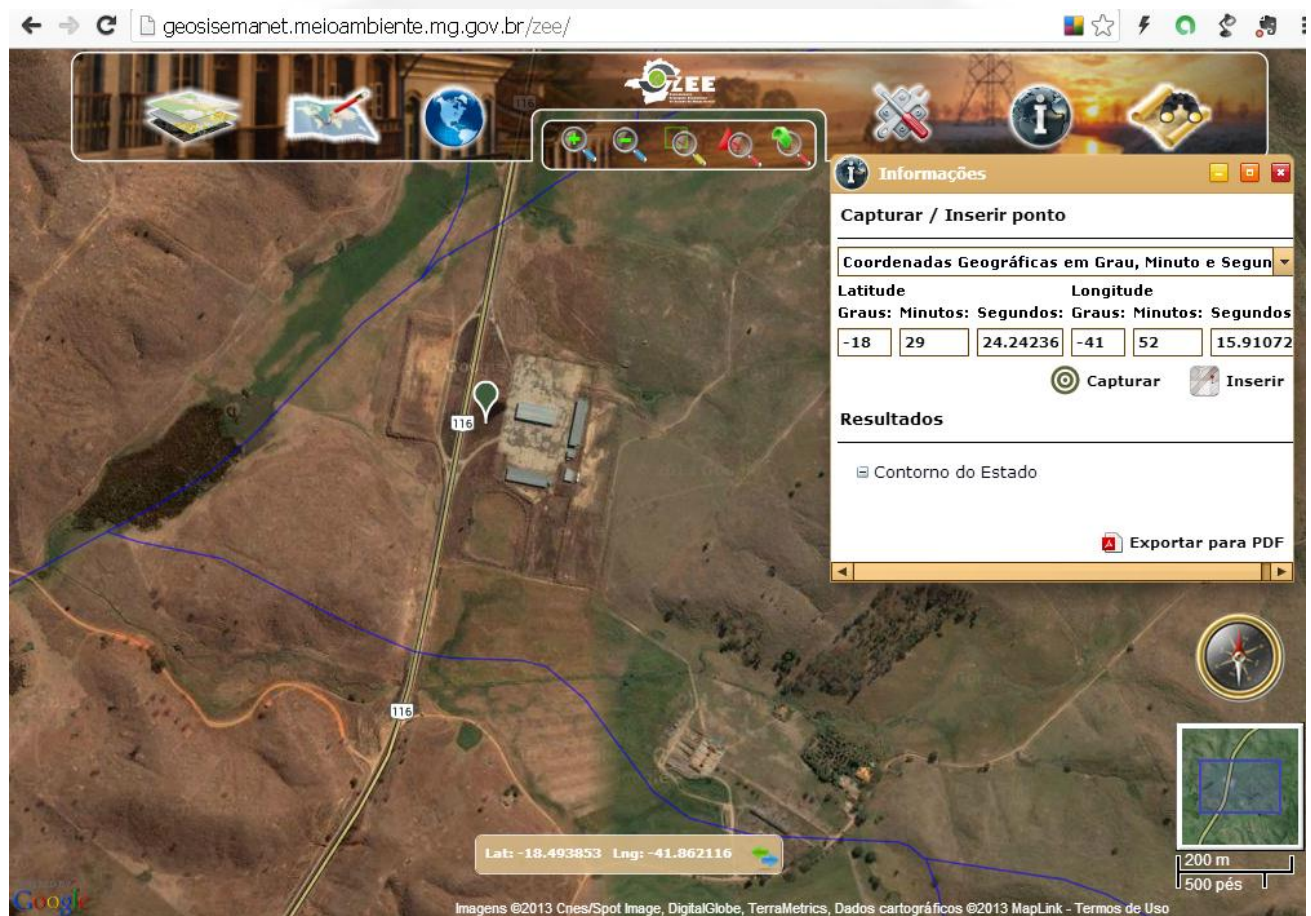 geosisemanet.meioambiente.mg.gov.br/zee/
ZEE
116
Informações
Capturar / Inserir ponto
Coordenadas Geográficas em Grau, Minuto e Segun
Latitude Longitude
Graus: Minutos: Segundos: Graus: Minutos: Segundos
-18 29 24.24236 -41 52 15.91072
Capturar Inserir
Resultados
Contorno do Estado
Exportar para PDF
116
116
Lat: -18.493853 Lng: -41.862116
200 m
500 pés
Google
Imagens ©2013 Cnes/Spot Image, DigitalGlobe, TerraMetrics, Dados cartográficos ©2013 MapLink - Termos de Uso